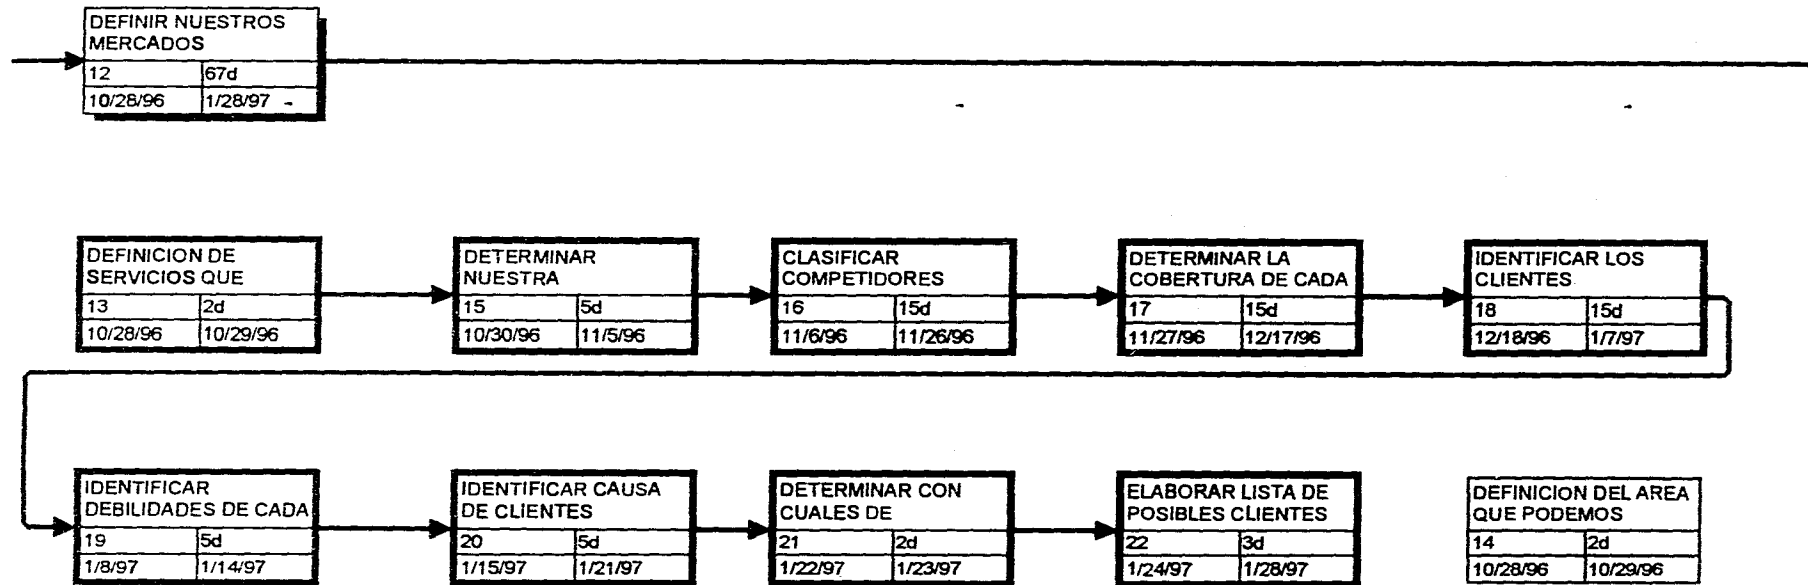 DEFINIR NUESTROS
MERCADOS
12 67d
10/28/96 1/28/97
DEFINICION DE
SERVICIOS QUE
13 2d
10/28/96 10/29/96
DETERMINAR
NUESTRA
15 5d
10/30/96 11/5/96
CLASIFICAR
COMPETIDORES
16 15d
11/6/96 11/26/96
DETERMINAR LA
COBERTURA DE CADA
17 15d
11/27/96 12/17/96
IDENTIFICAR LOS
CLIENTES
18 15d
12/18/96 1/7/97
IDENTIFICAR
DEBILIDADES DE CADA
19 5d
1/8/97 1/14/97
IDENTIFICAR CAUSA
DE CLIENTES
20 5d
1/15/97 1/21/97
DETERMINAR CON
CUALES DE
21 2d
1/22/97 1/23/97
ELABORAR LISTA DE
POSIBLES CLIENTES
22 3d
1/24/97 1/28/97
DEFINICION DEL AREA
QUE PODEMOS
14 2d
10/28/96 10/29/96